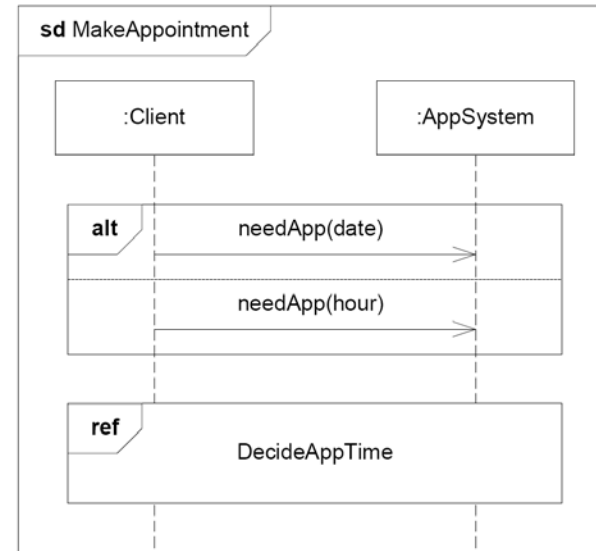 sd MakeAppointment
:Client
:AppSystem
alt
needApp(date)
needApp(hour)
ref
DecideAppTime